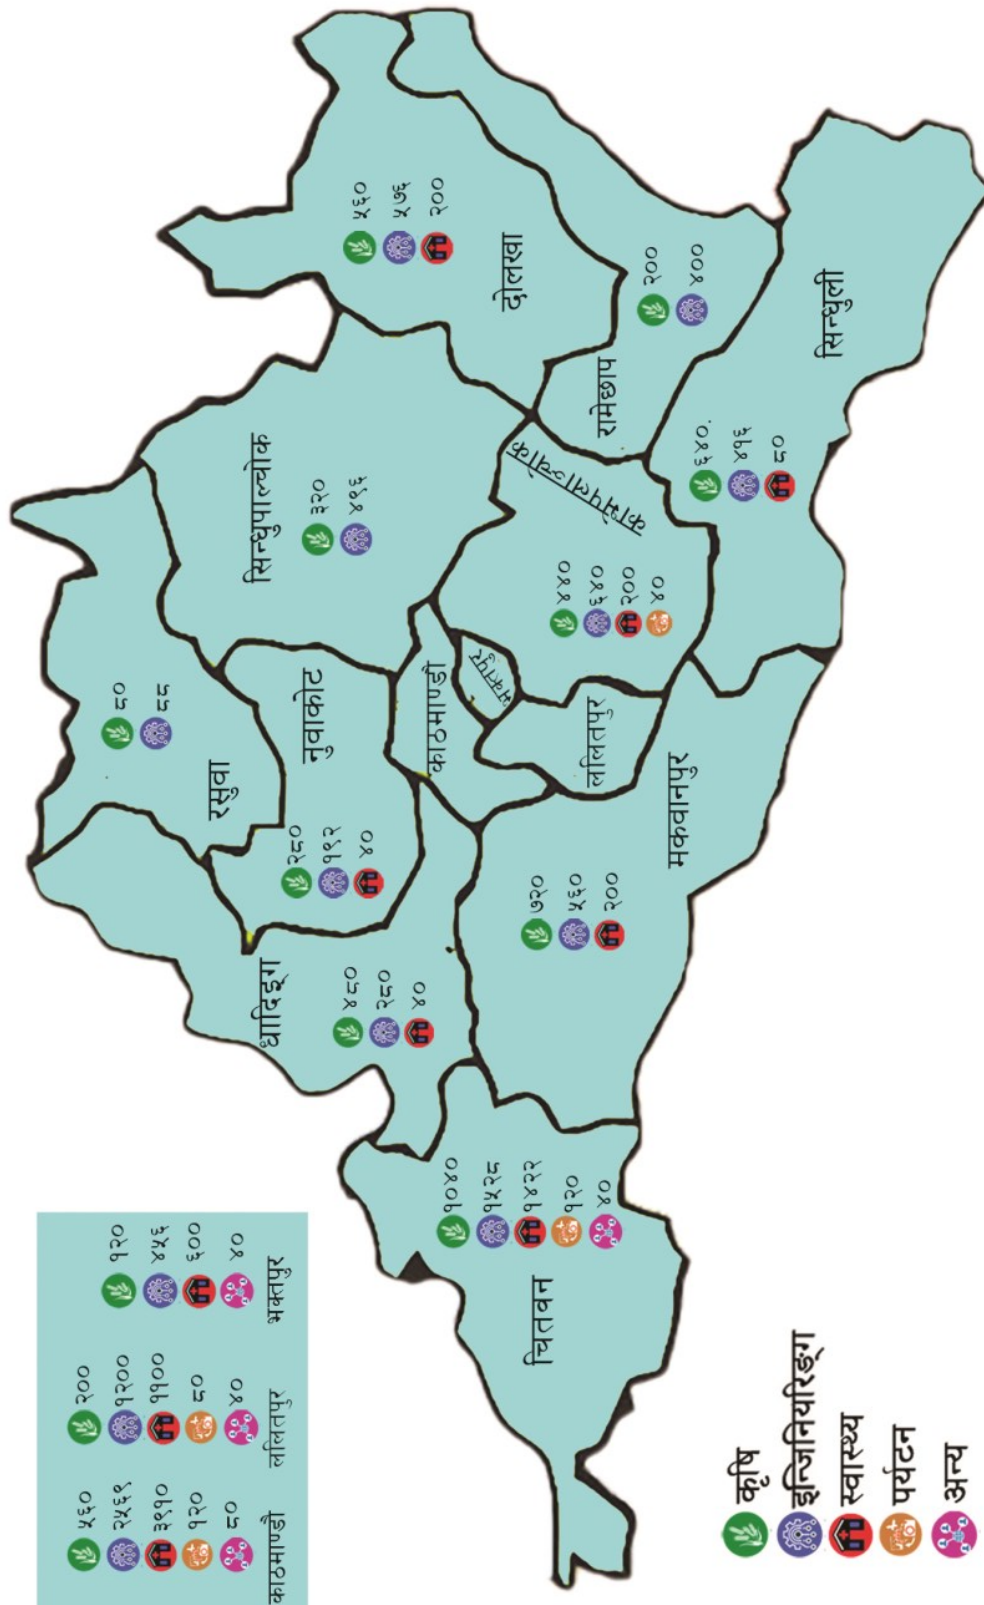 काठमाण्डौ
५६०
२५६९
३९१०
१२०
८०
ललितपुर
२००
१२००
११००
८०
४०
भक्तपुर
१२०
४५६
६००
४०
रसुवा
८०
८८
सिन्धुपाल्चोक
३२०
४९६
दोलखा
५६०
५७६
२००
धादिङ्ग
४८०
२८०
४०
नुवाकोट
२८०
१९२
४०
काठमाण्डौ
भक्तपुर
ललितपुर
काभ्रेपलाञ्चोक
४४०
६४०
२००
४०
रामेछाप
२००
४००
सिन्धुली
६४०
४१६
८०
मकवानपुर
७२०
५६०
२००
चितवन
१०४०
१५२८
१४२२
१२०
४०
कृषि
इन्जिनियरिङ्ग
स्वास्थ्य
पर्यटन
अन्य